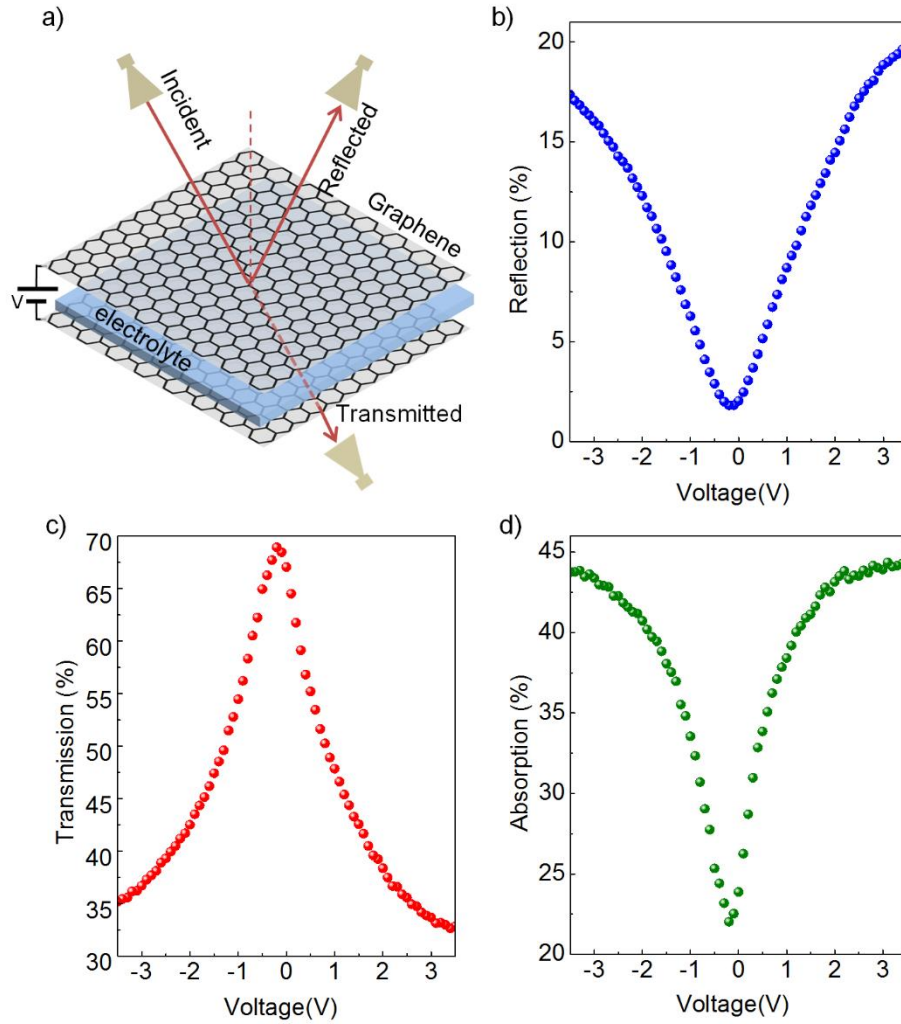 a)
Incident
Reflected
Graphene
V
electrolyte
Transmitted
b)
Reflection (%)
20
15
10
5
0
-3 -2 -1 0 1 2 3
Voltage(V)
c)
Transmission (%)
70
65
60
55
50
45
40
35
30
-3 -2 -1 0 1 2 3
Voltage(V)
d)
Absorption (%)
45
40
35
30
25
20
-3 -2 -1 0 1 2 3
Voltage(V)